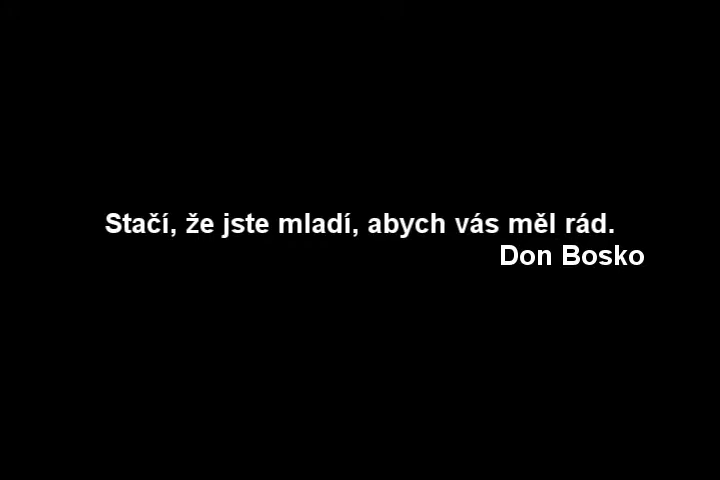 Stačí, že jste mladí, abych vás měl rád.
Don Bosko